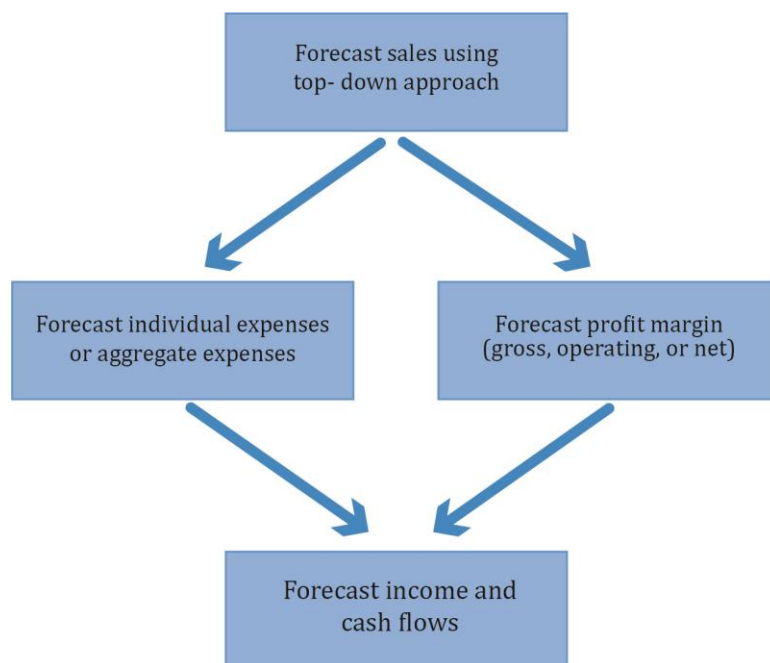 Forecast sales using
top- down approach
Forecast individual expenses
or aggregate expenses
Forecast profit margin
(gross, operating, or net)
Forecast income and
cash flows